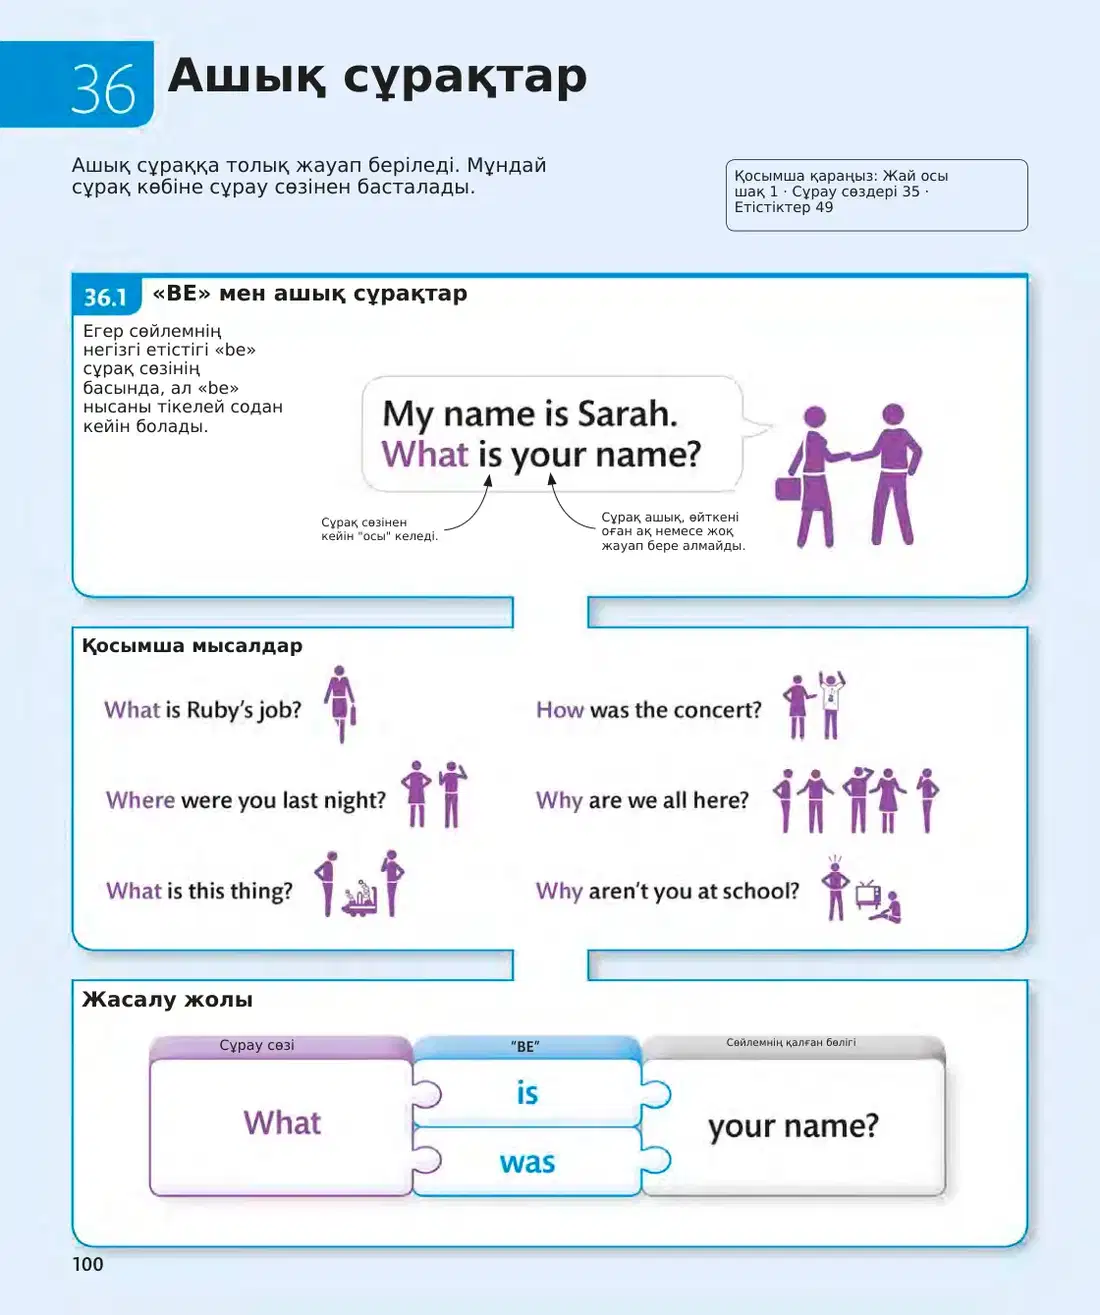 36
Ашық сұрақтар
Ашық сұраққа толық жауап беріледі. Мұндай
сұрақ көбіне сұрау сөзінен басталады.
Қосымша қараңыз: Жай осы
шақ 1 · Сұрау сөздері 35 ·
Етістіктер 49
36.1
«BE» мен ашық сұрақтар
Егер сөйлемнің
негізгі етістігі «be»
сұрақ сөзінің
басында, ал «be»
нысаны тікелей содан
кейін болады.
My name is Sarah.
What is your name?
Сұрақ сөзінен
кейін "осы" келеді.
Сұрақ ашық, өйткені
оған ақ немесе жоқ
жауап бере алмайды.
Қосымша мысалдар
What is Ruby's job?
How was the concert?
Where were you last night?
Why are we all here?
What is this thing?
Why aren't you at school?
Жасалу жолы
Сұрау сөзі
"BE"
Сөйлемнің қалған бөлігі
What
is
was
your name?
100